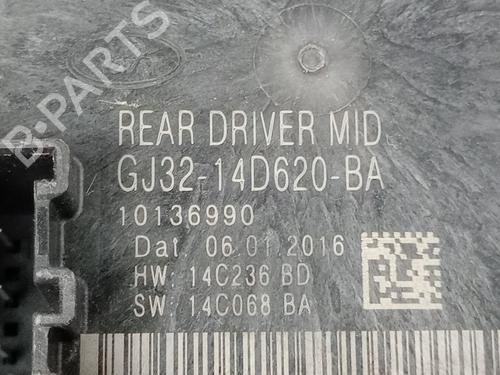 B-PARTS
REAR DRIVER MID
GJ32-14D620-BA
10136990
Dat 06.01.2016
HW: 14C236 BD
SW: 14C068 BA